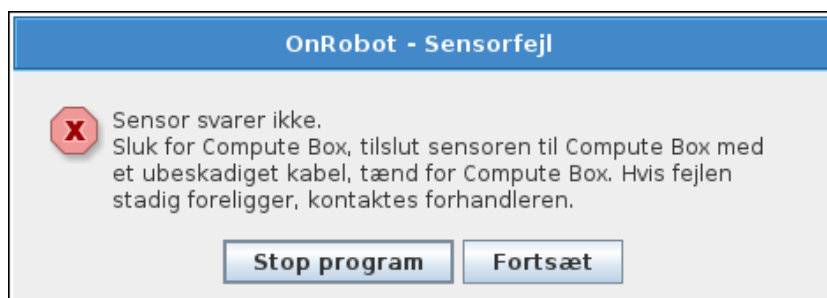 OnRobot - Sensorfejl
Sensor svarer ikke.
Sluk for Compute Box, tilslut sensoren til Compute Box med
et ubeskadiget kabel, tænd for Compute Box. Hvis fejlen
stadig foreligger, kontaktes forhandleren.
Stop program
Fortsæt